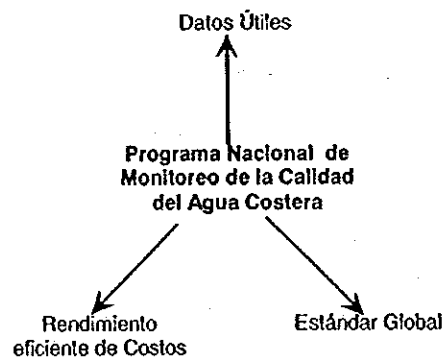 Datos Útiles
Programa Nacional de
Monitoreo de la Calidad
del Agua Costera
Rendimiento
eficiente de Costos
Estándar Global